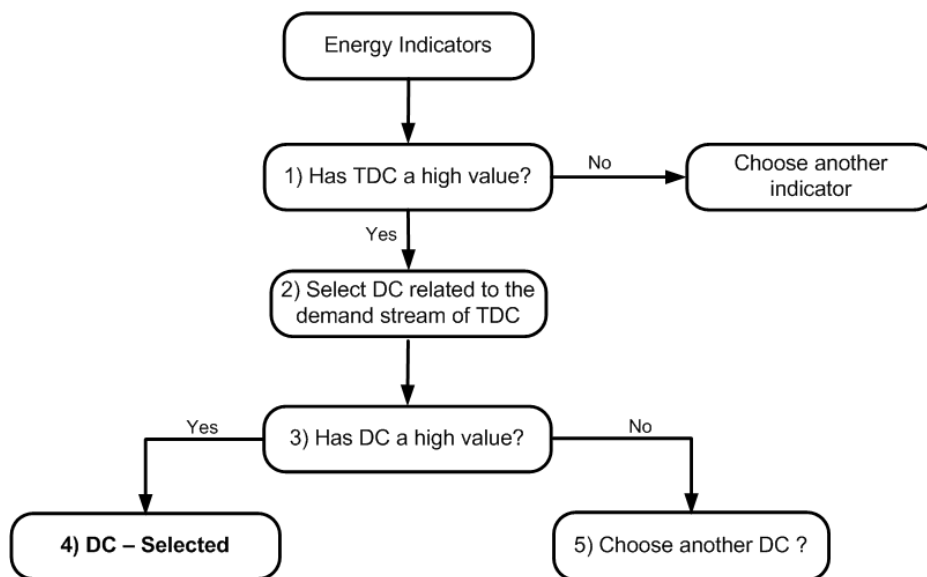 Energy Indicators
1) Has TDC a high value?
No
Choose another
indicator
Yes
2) Select DC related to the
demand stream of TDC
3) Has DC a high value?
Yes
No
4) DC – Selected
5) Choose another DC ?